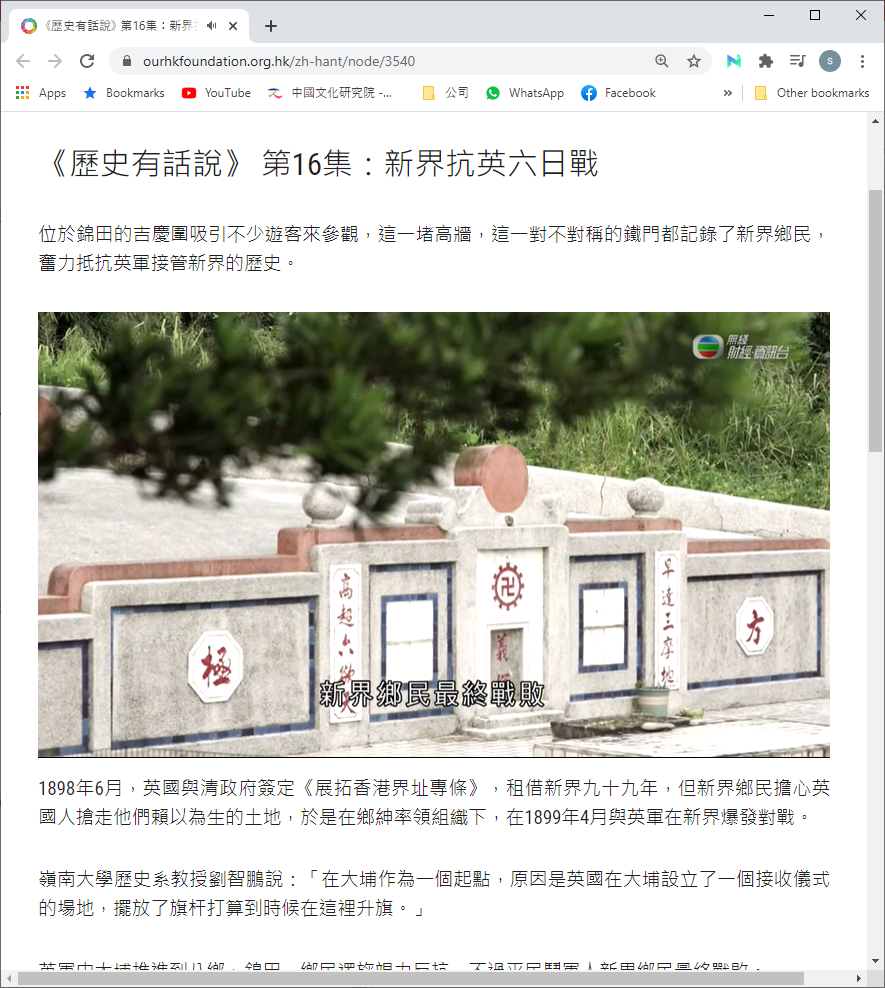 《歷史有話說》 第16集：新界
ourhkfoundation.org.hk/zh-hant/node/3540
S
Apps
Bookmarks
YouTube
中國文化研究院 -...
公司
WhatsApp
Facebook
»
Other bookmarks
《歷史有話說》 第16集：新界抗英六日戰
位於錦田的吉慶圍吸引不少遊客來參觀，這一堵高牆，這一對不對稱的鐵門都記錄了新界鄉民，
奮力抵抗英軍接管新界的歷史。
無綫
財經·資訊台
卍
高超六欲天
義
早達三摩地
極
方
新界鄉民最終戰敗
1898年6月，英國與清政府簽定《展拓香港界址專條》，租借新界九十九年，但新界鄉民擔心英
國人搶走他們賴以為生的土地，於是在鄉紳率領組織下，在1899年4月與英軍在新界爆發對戰。
嶺南大學歷史系教授劉智鵬說：「在大埔作為一個起點，原因是英國在大埔設立了一個接收儀式
的場地，擺放了旗杆打算到時候在這裡升旗。」